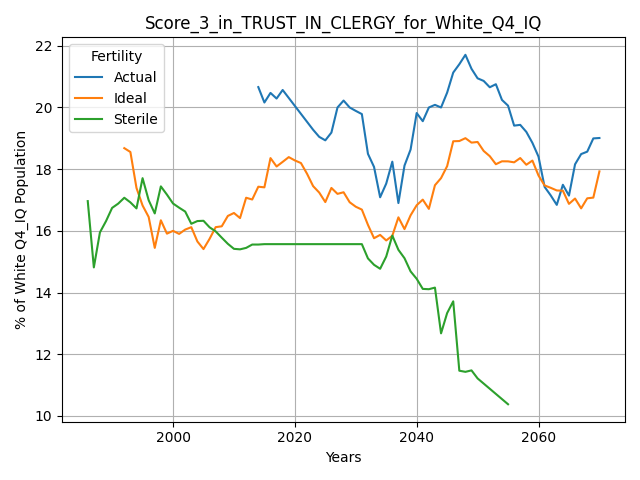 Score_3_in_TRUST_IN_CLERGY_for_White_Q4_IQ
Fertility
Actual
Ideal
Sterile
% of White Q4_IQ Population
22
20
18
16
14
12
10
2000
2020
2040
2060
Years